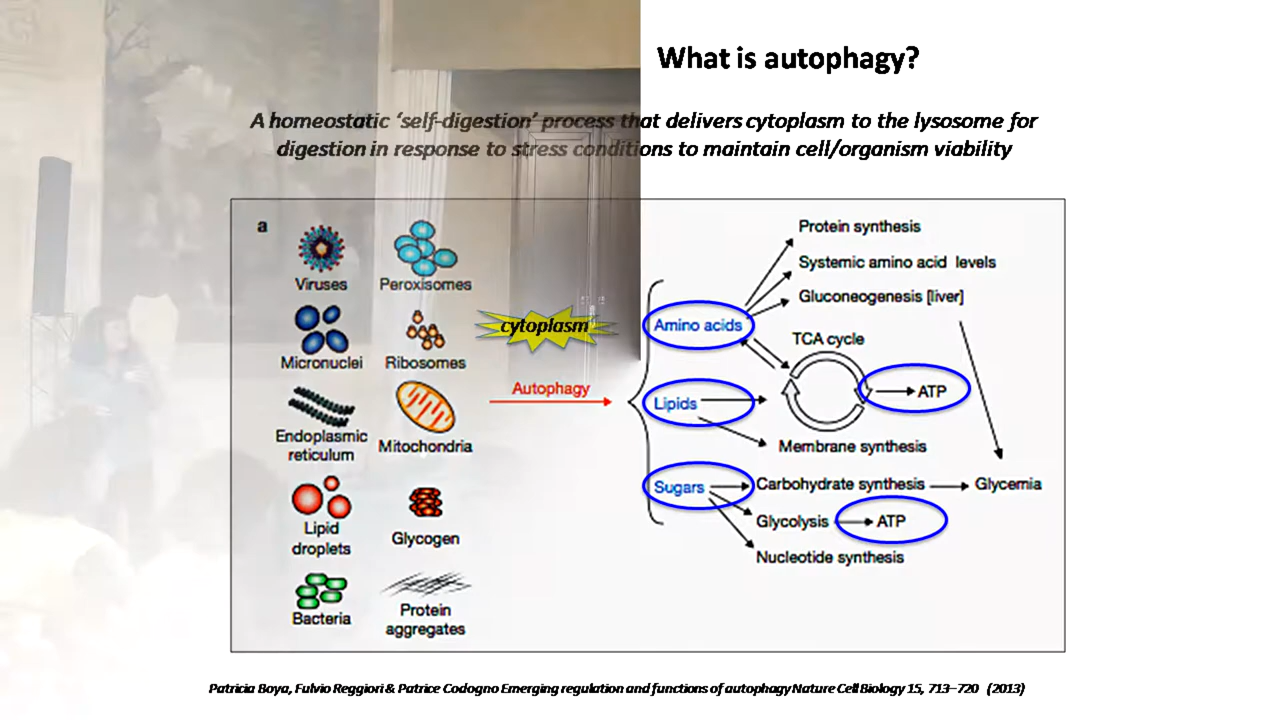 What is autophagy?
A homeostatic ‘self-digestion’ process that delivers cytoplasm to the lysosome for
digestion in response to stress conditions to maintain cell/organism viability
a
Viruses
Peroxisomes
Micronuclei
Ribosomes
Endoplasmic
reticulum
Mitochondria
Lipid
droplets
Glycogen
Bacteria
Protein
aggregates
cytoplasm
Autophagy
Amino acids
Lipids
Sugars
Protein synthesis
Systemic amino acid levels
Gluconeogenesis [liver]
TCA cycle
ATP
Membrane synthesis
Carbohydrate synthesis
Glycemia
Glycolysis
ATP
Nucleotide synthesis
Patricia Boya, Fulvio Reggiori & Patrice Codogno Emerging regulation and functions of autophagy Nature Cell Biology 15, 713–720 (2013)